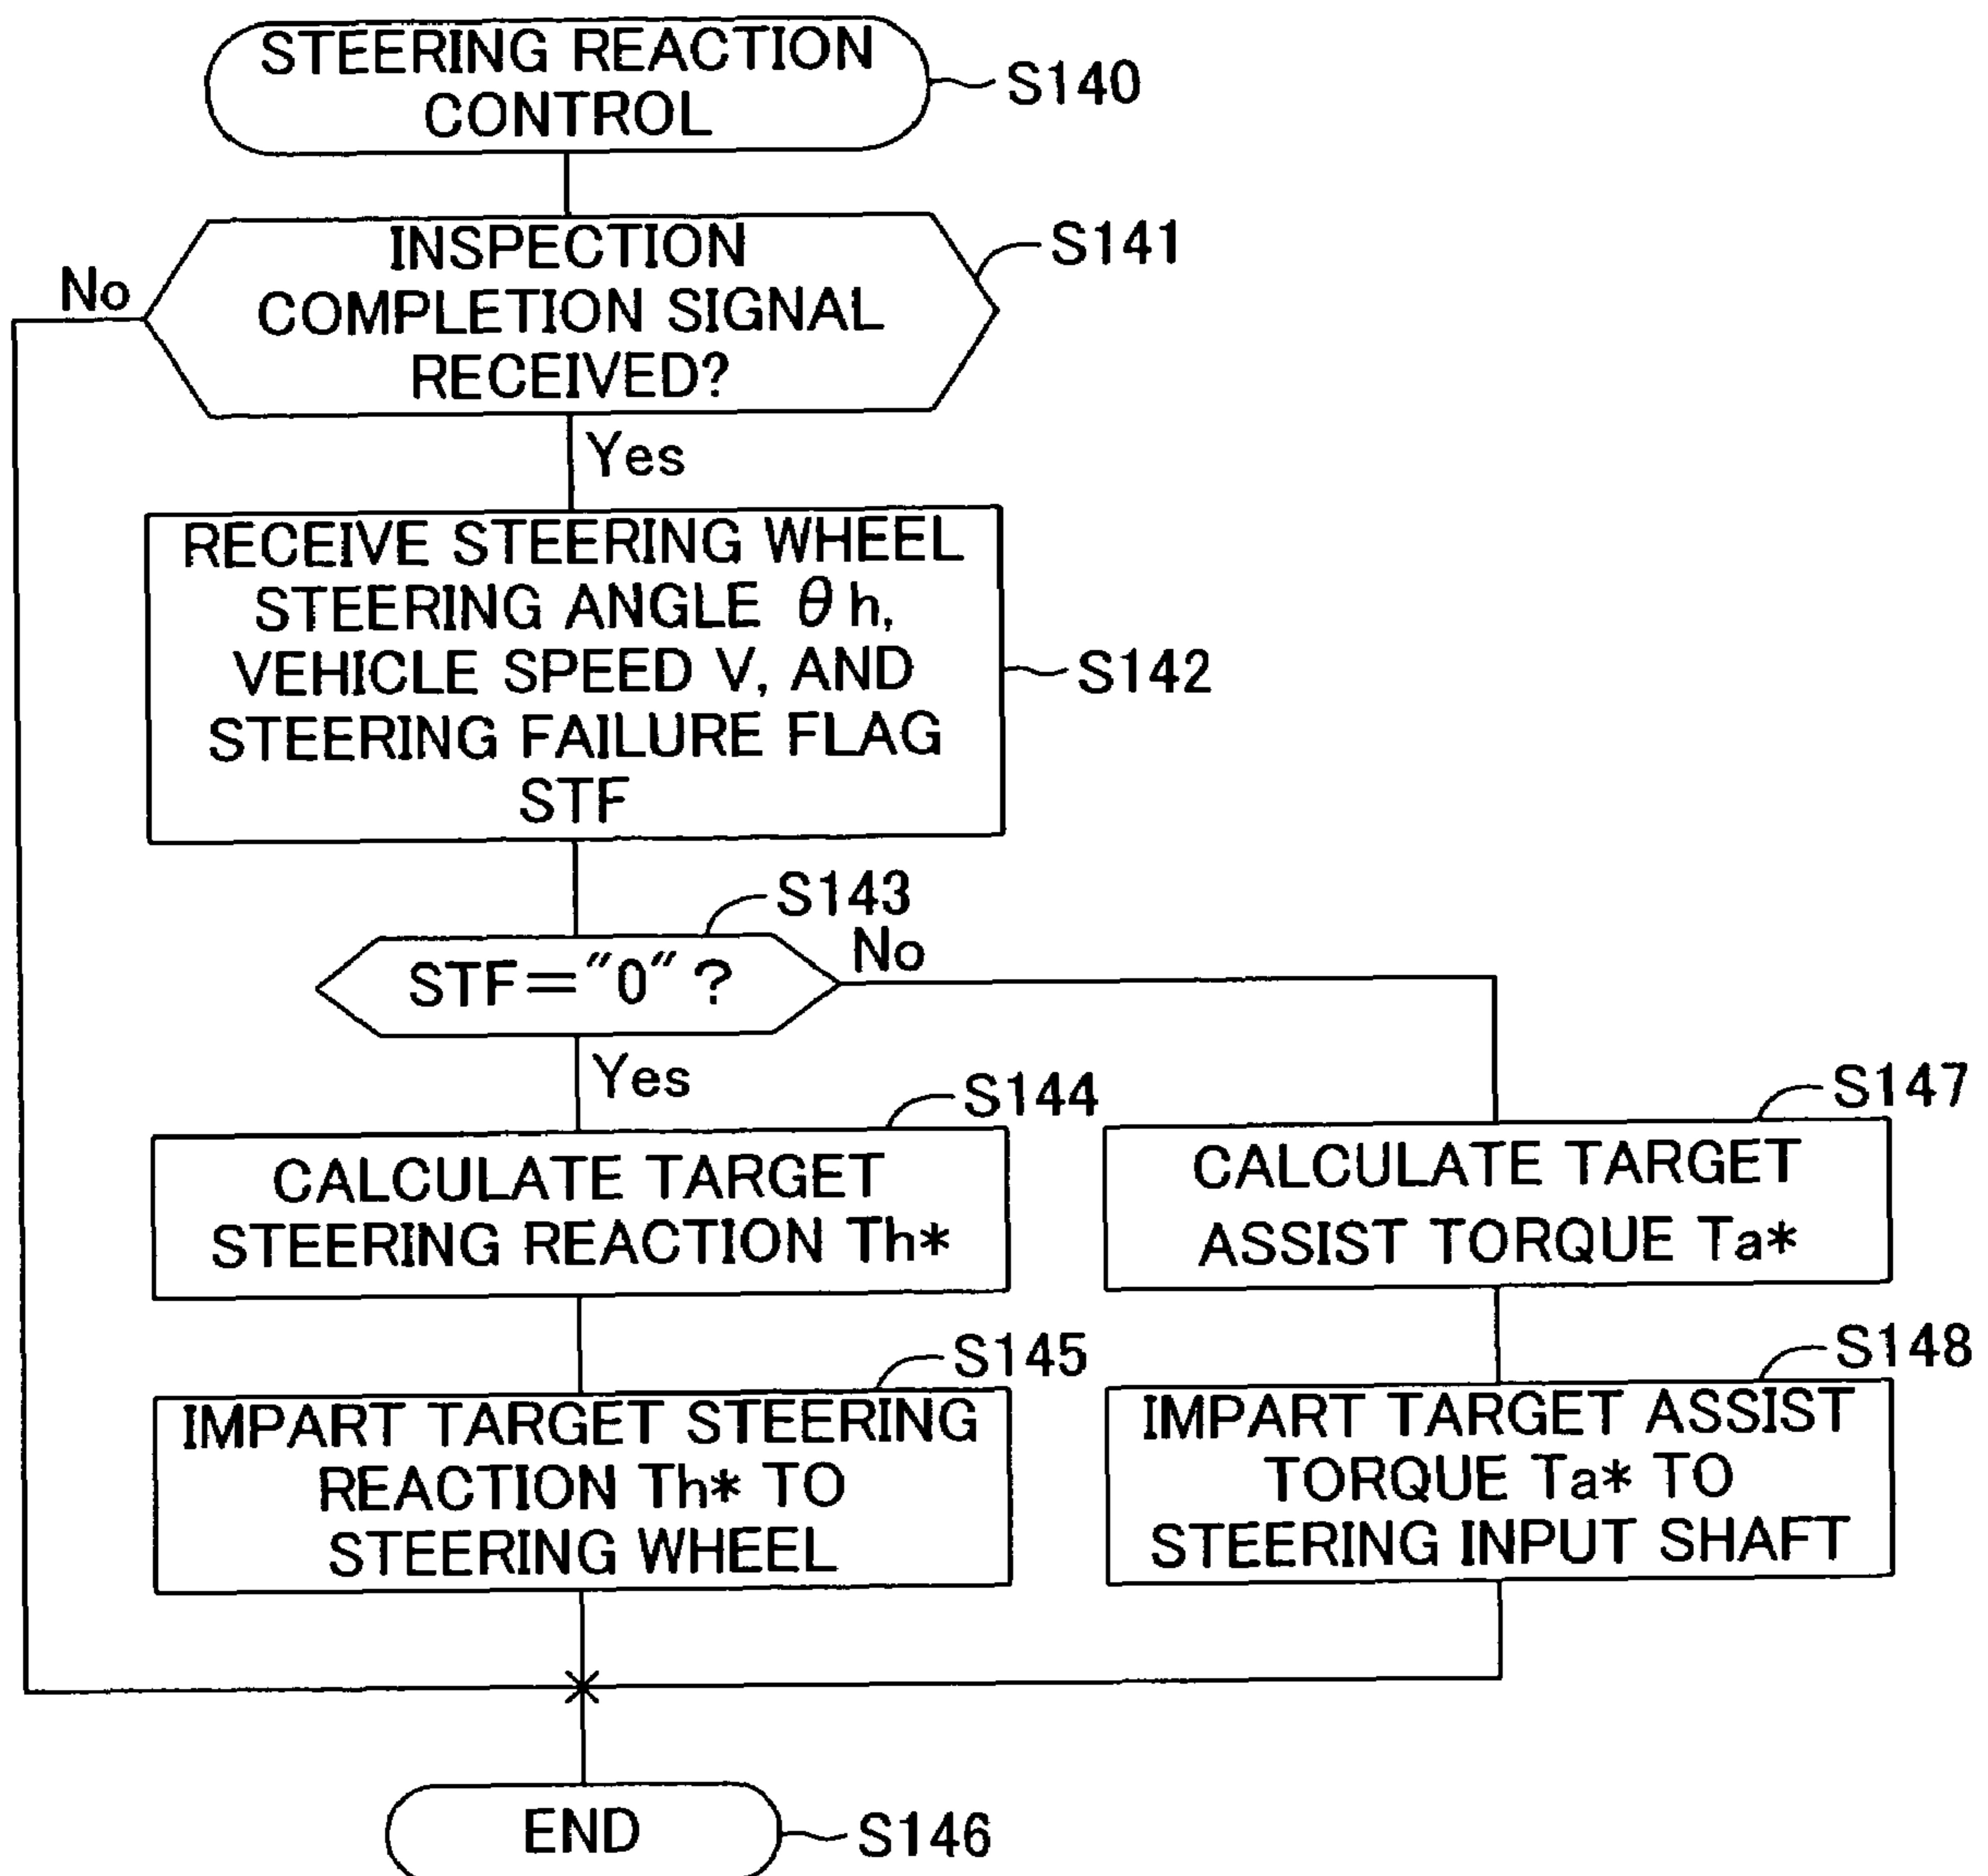 STEERING REACTION
CONTROL
S140
INSPECTION
COMPLETION SIGNAL
RECEIVED?
S141
No
Yes
RECEIVE STEERING WHEEL
STEERING ANGLE θh,
VEHICLE SPEED V, AND
STEERING FAILURE FLAG
STF
S142
S143
STF="0"?
No
Yes
S144
CALCULATE TARGET
STEERING REACTION Th*
S147
CALCULATE TARGET
ASSIST TORQUE Ta*
S145
IMPART TARGET STEERING
REACTION Th* TO
STEERING WHEEL
S148
IMPART TARGET ASSIST
TORQUE Ta* TO
STEERING INPUT SHAFT
END
S146